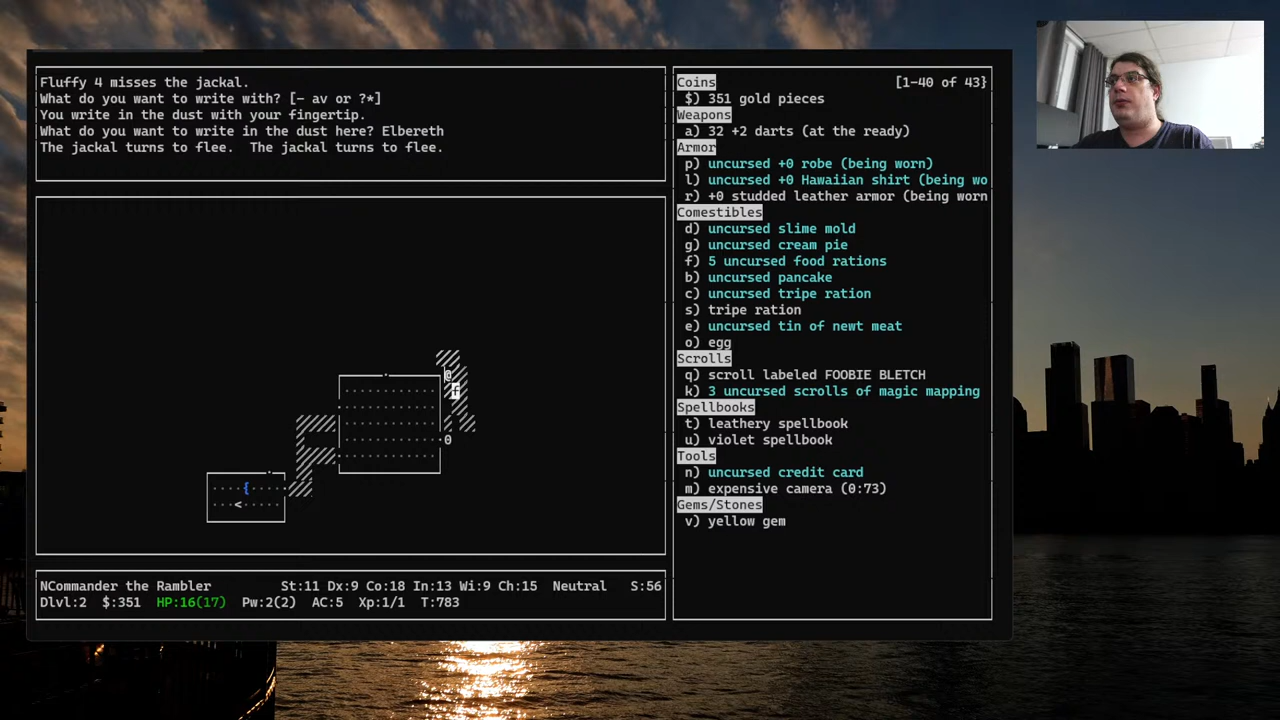 Fluffy 4 misses the jackal.
What do you want to write with? [- av or ?*]
You write in the dust with your fingertip.
What do you want to write in the dust here? Elbereth
The jackal turns to flee.  The jackal turns to flee.
NCommander the Rambler St:11 Dx:9 Co:18 In:13 Wi:9 Ch:15 Neutral S:56
Dlvl:2 $:351 HP:16(17) Pw:2(2) AC:5 Xp:1/1 T:783
Coins [1-40 of 43}
$) 351 gold pieces
Weapons
a) 32 +2 darts (at the ready)
Armor
p) uncursed +0 robe (being worn)
l) uncursed +0 Hawaiian shirt (being wo
r) +0 studded leather armor (being worn
Comestibles
d) uncursed slime mold
g) uncursed cream pie
f) 5 uncursed food rations
b) uncursed pancake
c) uncursed tripe ration
s) tripe ration
e) uncursed tin of newt meat
o) egg
Scrolls
q) scroll labeled FOOBIE BLETCH
k) 3 uncursed scrolls of magic mapping
Spellbooks
t) leathery spellbook
u) violet spellbook
Tools
n) uncursed credit card
m) expensive camera (0:73)
Gems/Stones
v) yellow gem